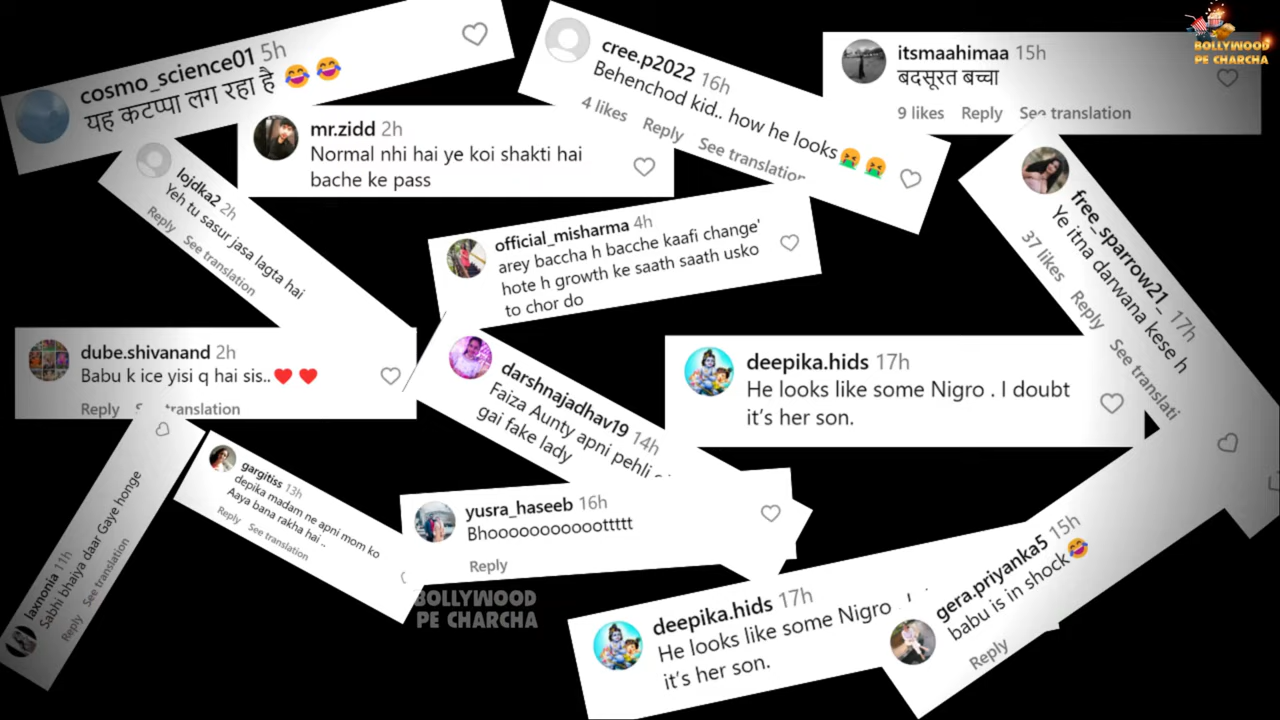 cosmo_science01 5h
यह कटप्पा लग रहा है 😂 😂
cree.p2022 16h
Behenchod kid.. how he looks🤮 🤮
4 likes Reply See translation
itsmaahimaa 15h
बदसूरत बच्चा
9 likes Reply See translation
BOLLYWOOD
PE CHARCHA
mr.zidd 2h
Normal nhi hai ye koi shakti hai
bache ke pass
lojdka2 2h
Yeh tu sasur jasa lagta hai
Reply See translation
official_misharma 4h
arey baccha h bacche kaafi change'
hote h growth ke saath saath usko
to chor do
free_sparrow21_ 17h
Ye itna darwana kese h
37 likes Reply See translati
dube.shivanand 2h
Babu k ice yisi q hai sis..❤️ ❤️
Reply translation
darshnajadhav19 14h
Faiza Aunty apni pehli
gai fake lady
deepika.hids 17h
He looks like some Nigro . I doubt
it's her son.
laxnonia 11h
Sabhi bhaiya daar Gaye honge
Reply See translation
gargitiss 13h
depika madam ne apni mom ko
Aaya bana rakha hai ..
Reply See translation
yusra_haseeb 16h
Bhooooooooooottttt
Reply
BOLLYWOOD
PE CHARCHA
deepika.hids 17h
He looks like some Nigro
it's her son.
gera.priyanka5 15h
babu is in shock😂
Reply